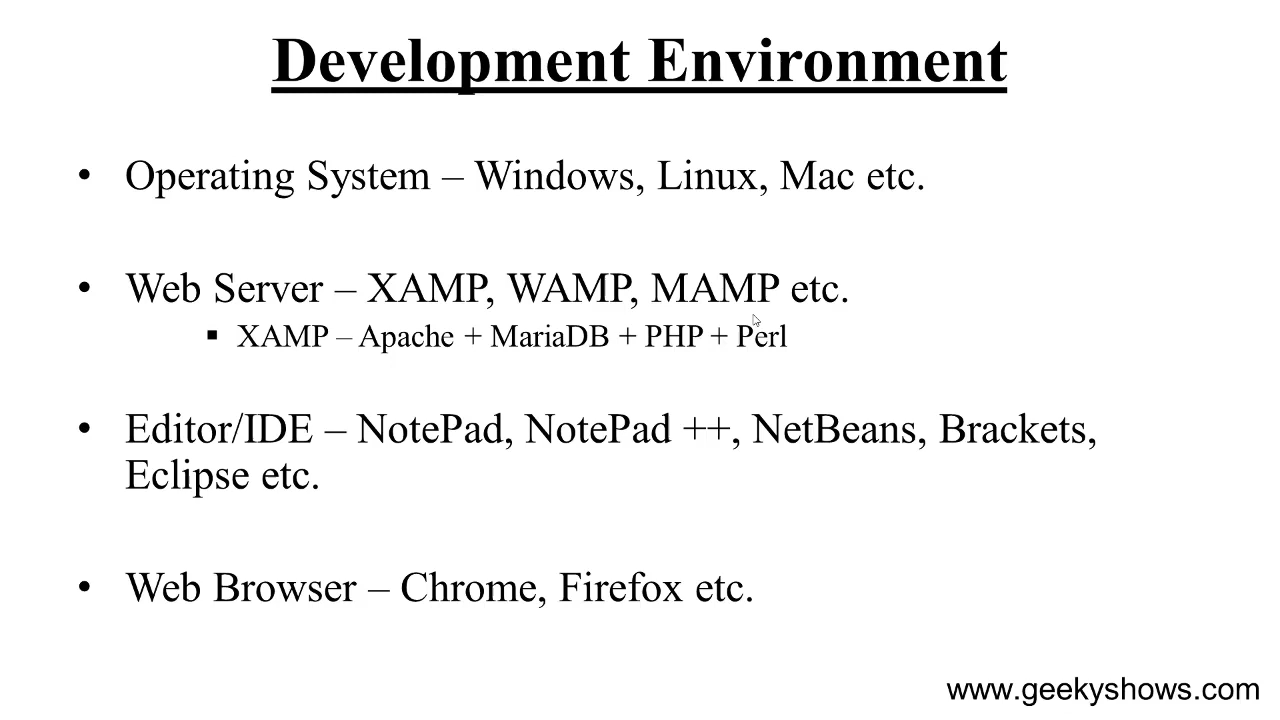 Development Environment
• Operating System – Windows, Linux, Mac etc.
• Web Server – XAMP, WAMP, MAMP etc.
▪ XAMP – Apache + MariaDB + PHP + Perl
• Editor/IDE – NotePad, NotePad ++, NetBeans, Brackets,
Eclipse etc.
• Web Browser – Chrome, Firefox etc.
www.geekyshows.com